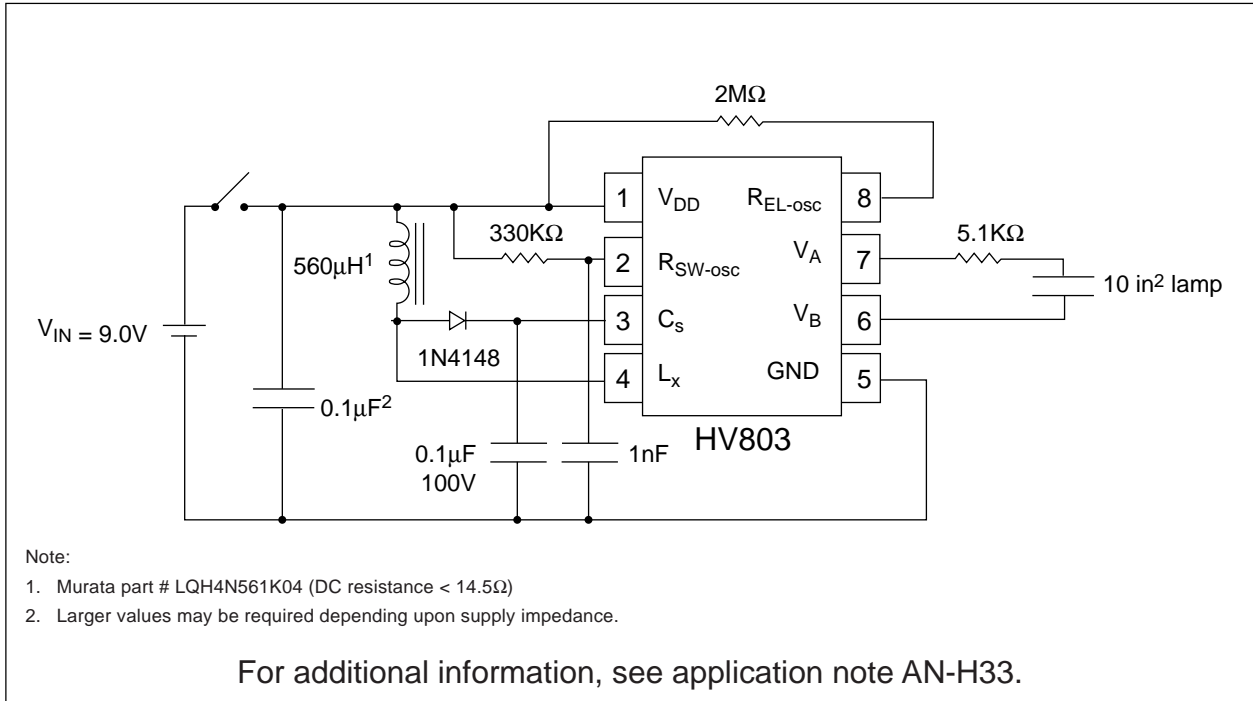 2MΩ
1 V_DD R_EL-osc 8
330KΩ
5.1KΩ
560µH¹
2 R_SW-osc V_A 7
10 in² lamp
V_IN = 9.0V
3 C_s V_B 6
1N4148
4 L_x GND 5
0.1µF²
HV803
0.1µF
100V
1nF
Note:
1. Murata part # LQH4N561K04 (DC resistance < 14.5Ω)
2. Larger values may be required depending upon supply impedance.
For additional information, see application note AN-H33.